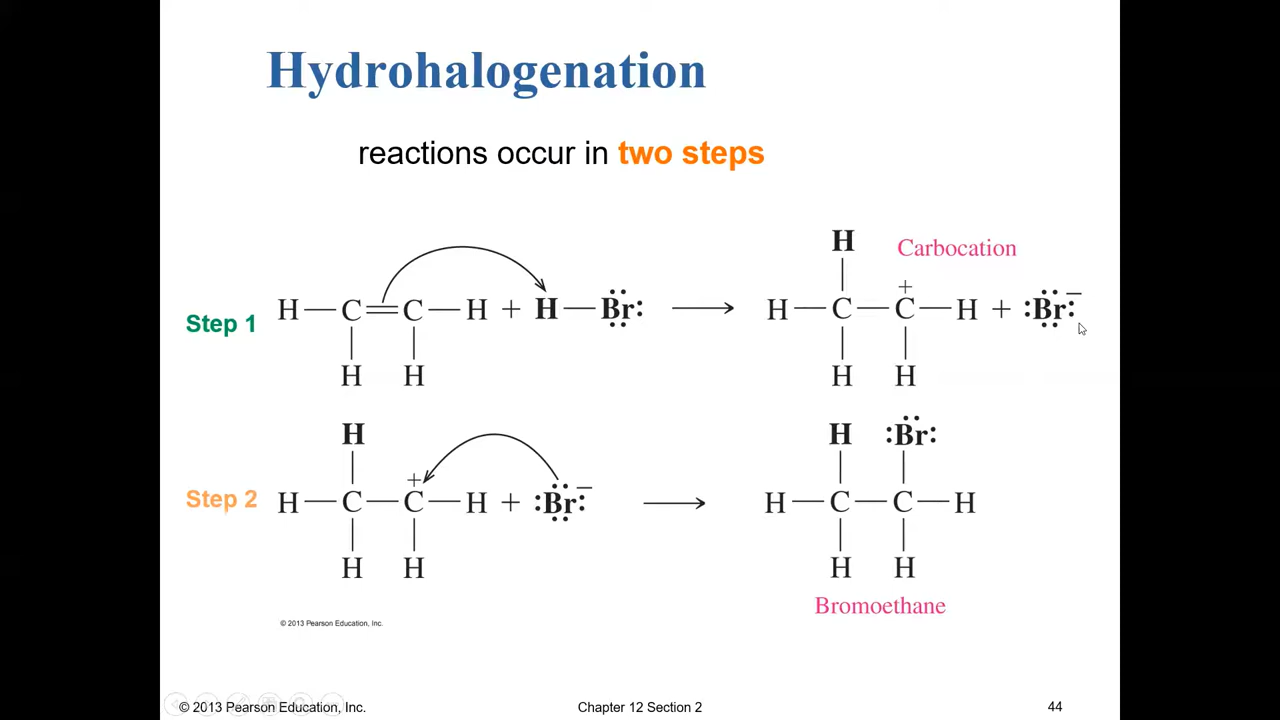 Hydrohalogenation
reactions occur in two steps
H Carbocation
+
Step 1 H C C H + H Br: H C C H + :Br:−
H H H H
H H :Br:
+
Step 2 H C C H + :Br:− H C C H
H H H H
Bromoethane
© 2013 Pearson Education, Inc.
© 2013 Pearson Education, Inc. Chapter 12 Section 2 44